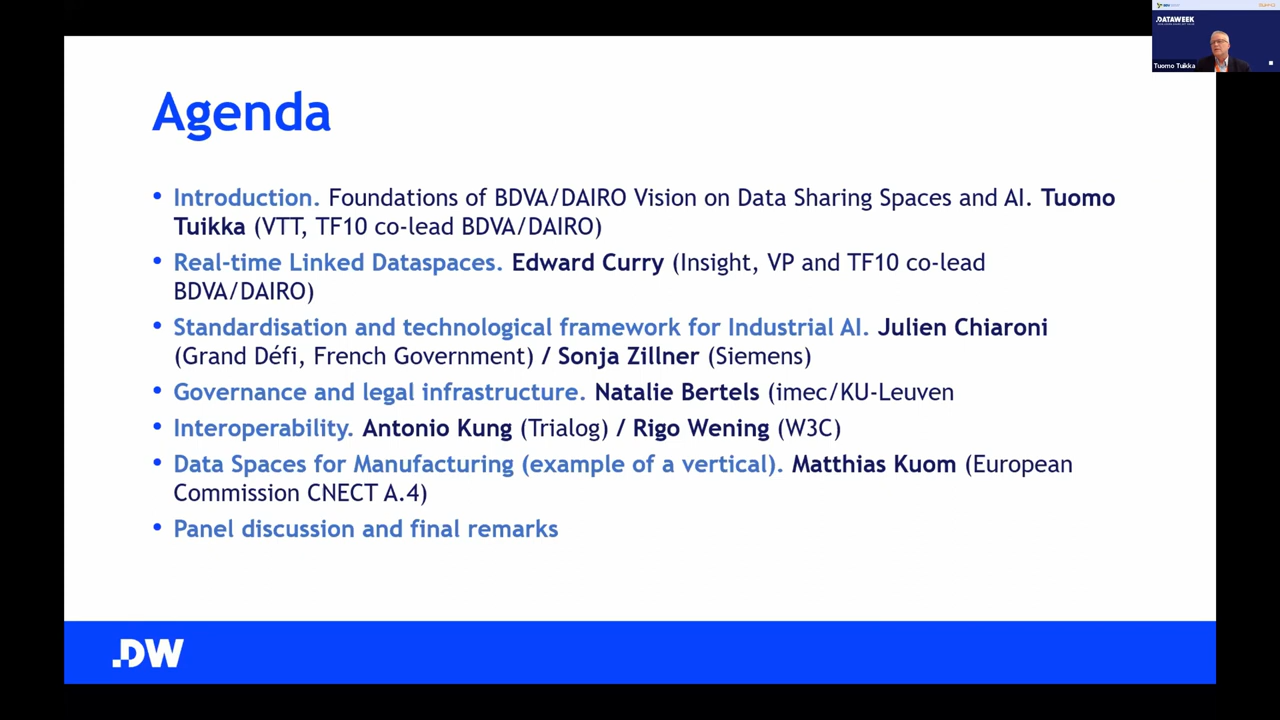 .DATAWEEK
Tuomo Tuikka
Agenda
• Introduction. Foundations of BDVA/DAIRO Vision on Data Sharing Spaces and AI. Tuomo
Tuikka (VTT, TF10 co-lead BDVA/DAIRO)
• Real-time Linked Dataspaces. Edward Curry (Insight, VP and TF10 co-lead
BDVA/DAIRO)
• Standardisation and technological framework for Industrial AI. Julien Chiaroni
(Grand Défi, French Government) / Sonja Zillner (Siemens)
• Governance and legal infrastructure. Natalie Bertels (imec/KU-Leuven
• Interoperability. Antonio Kung (Trialog) / Rigo Wening (W3C)
• Data Spaces for Manufacturing (example of a vertical). Matthias Kuom (European
Commission CNECT A.4)
• Panel discussion and final remarks
.DW